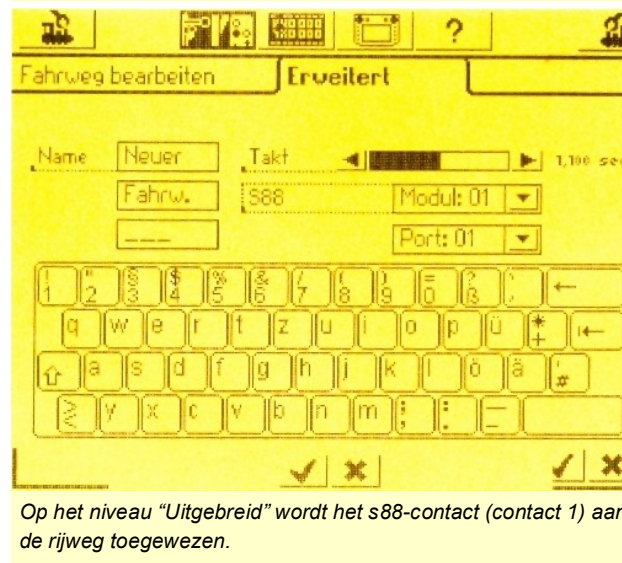 ?
Fahrweg bearbeiten Erweitert
Name Neuer Takt 1,100 sec
Fahrw. S88 Modul: 01
--- Port: 01
! " § $ % & / ( ) = ?
1 2 3 4 5 6 7 8 9 0 ß
q w e r t z u i o p ü * +
a s d f g h j k l ö ä ' #
> < y x c v b n m ; , : . _ -
Op het niveau “Uitgebreid” wordt het s88-contact (contact 1) aan
de rijweg toegewezen.